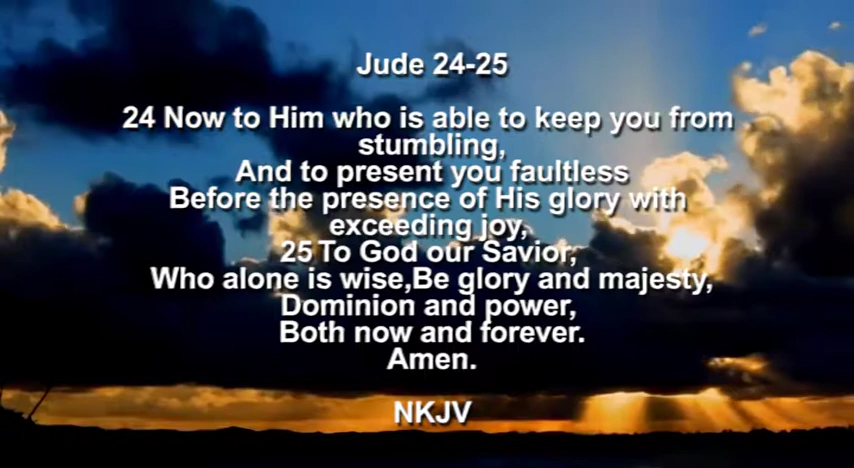 Jude 24-25
24 Now to Him who is able to keep you from
stumbling,
And to present you faultless
Before the presence of His glory with
exceeding joy,
25 To God our Savior,
Who alone is wise,Be glory and majesty,
Dominion and power,
Both now and forever.
Amen.
NKJV